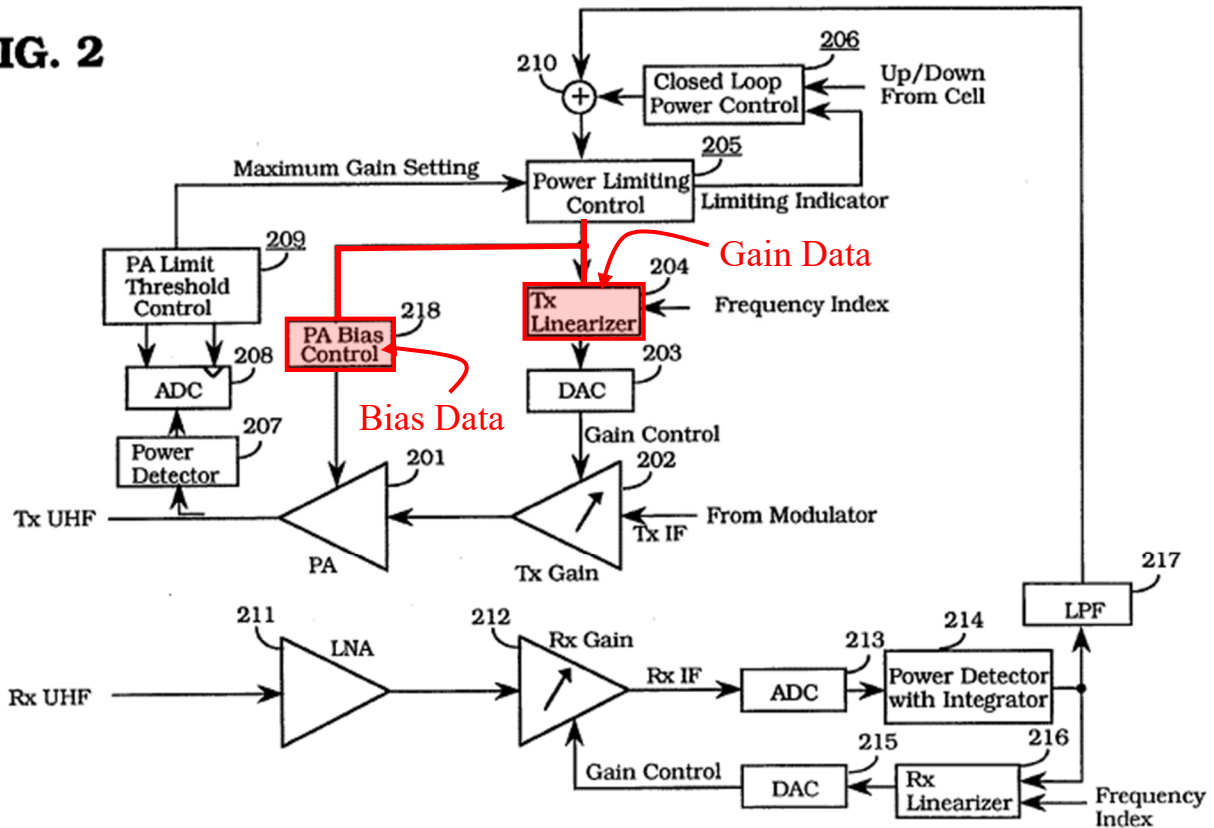 IG. 2
206
210
+
Closed Loop
Power Control
Up/Down
From Cell
205
Maximum Gain Setting
Power Limiting
Control
Limiting Indicator
209
PA Limit
Threshold
Control
Gain Data
204
Tx
Linearizer
Frequency Index
218
PA Bias
Control
208
ADC
203
DAC
Bias Data
207
Power
Detector
Gain Control
201
202
Tx UHF
From Modulator
Tx IF
PA
Tx Gain
217
LPF
211
LNA
212
Rx Gain
213
214
Rx UHF
Rx IF
ADC
Power Detector
with Integrator
215
216
Gain Control
DAC
Rx
Linearizer
Frequency
Index